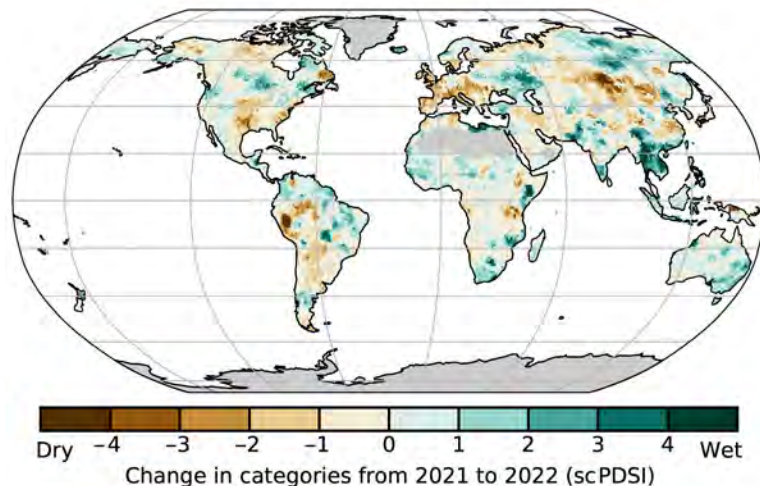 Dry −4 −3 −2 −1 0 1 2 3 4 Wet
Change in categories from 2021 to 2022 (scPDSI)